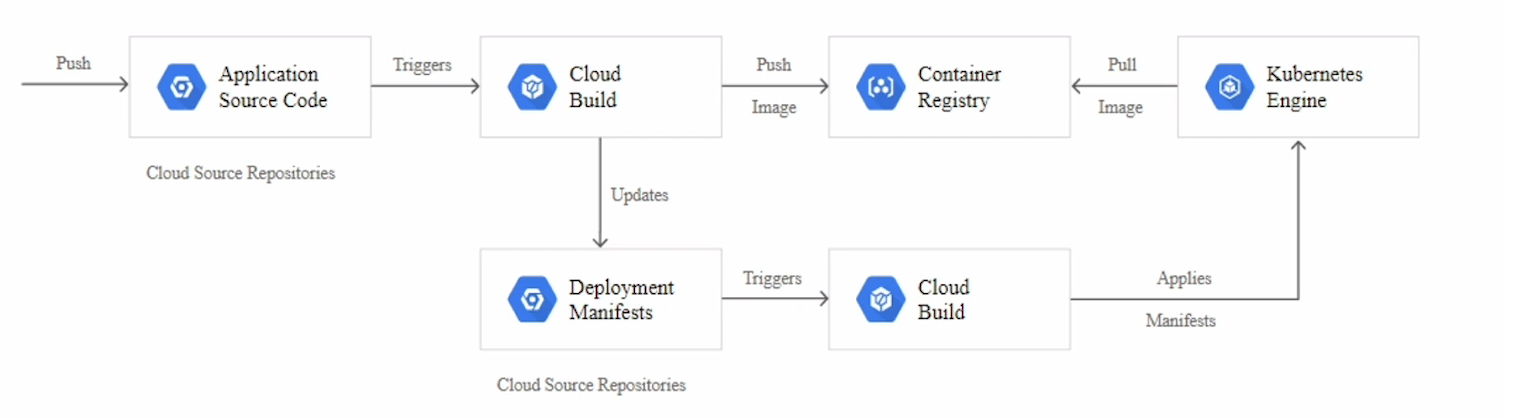 Push
Application
Source Code
Triggers
Cloud
Build
Push
Image
Container
Registry
Pull
Image
Kubernetes
Engine
Cloud Source Repositories
Updates
Deployment
Manifests
Triggers
Cloud
Build
Applies
Manifests
Cloud Source Repositories